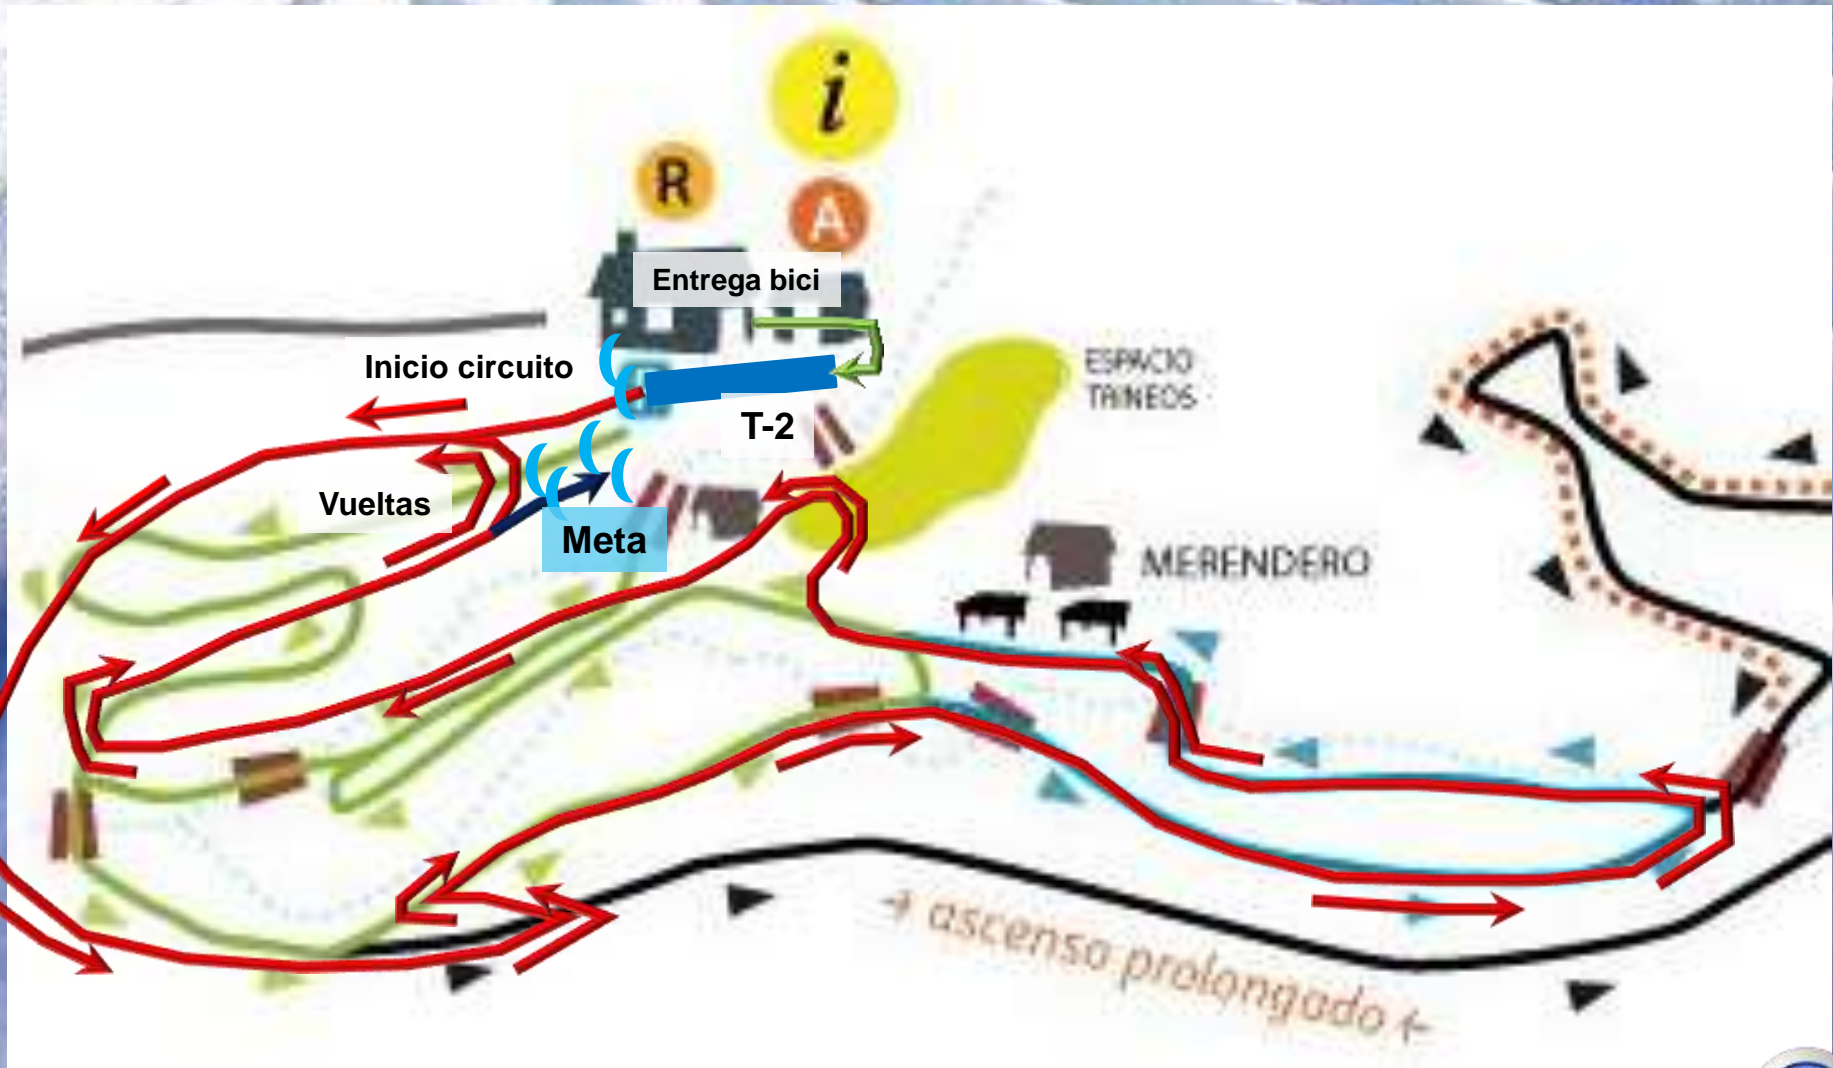 i
R
A
Entrega bici
Inicio circuito
ESPACIO
TRINEOS
T-2
Vueltas
Meta
MERENDERO
→ ascenso prolongado ←